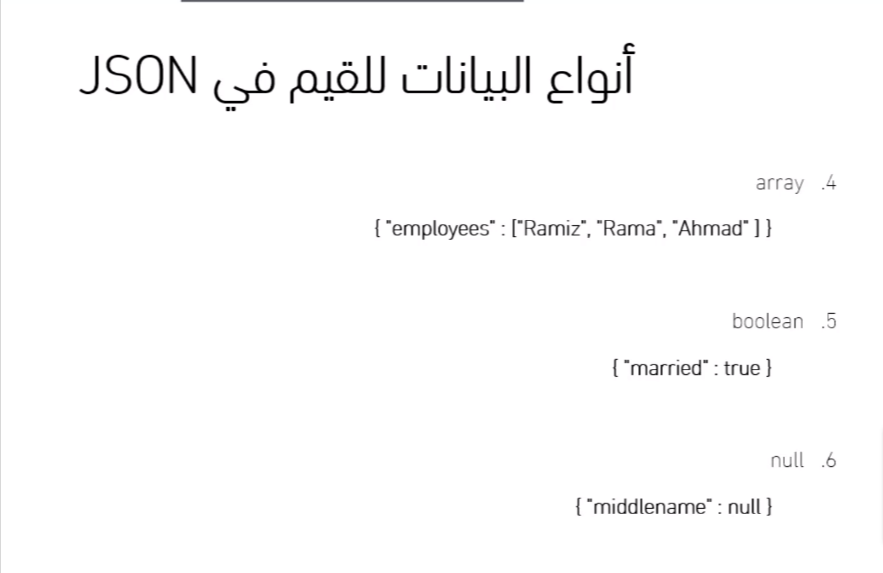 أنواع البيانات للقيم في JSON
4. array
{ "employees" : ["Ramiz", "Rama", "Ahmad" ] }
5. boolean
{ "married" : true }
6. null
{ "middlename" : null }